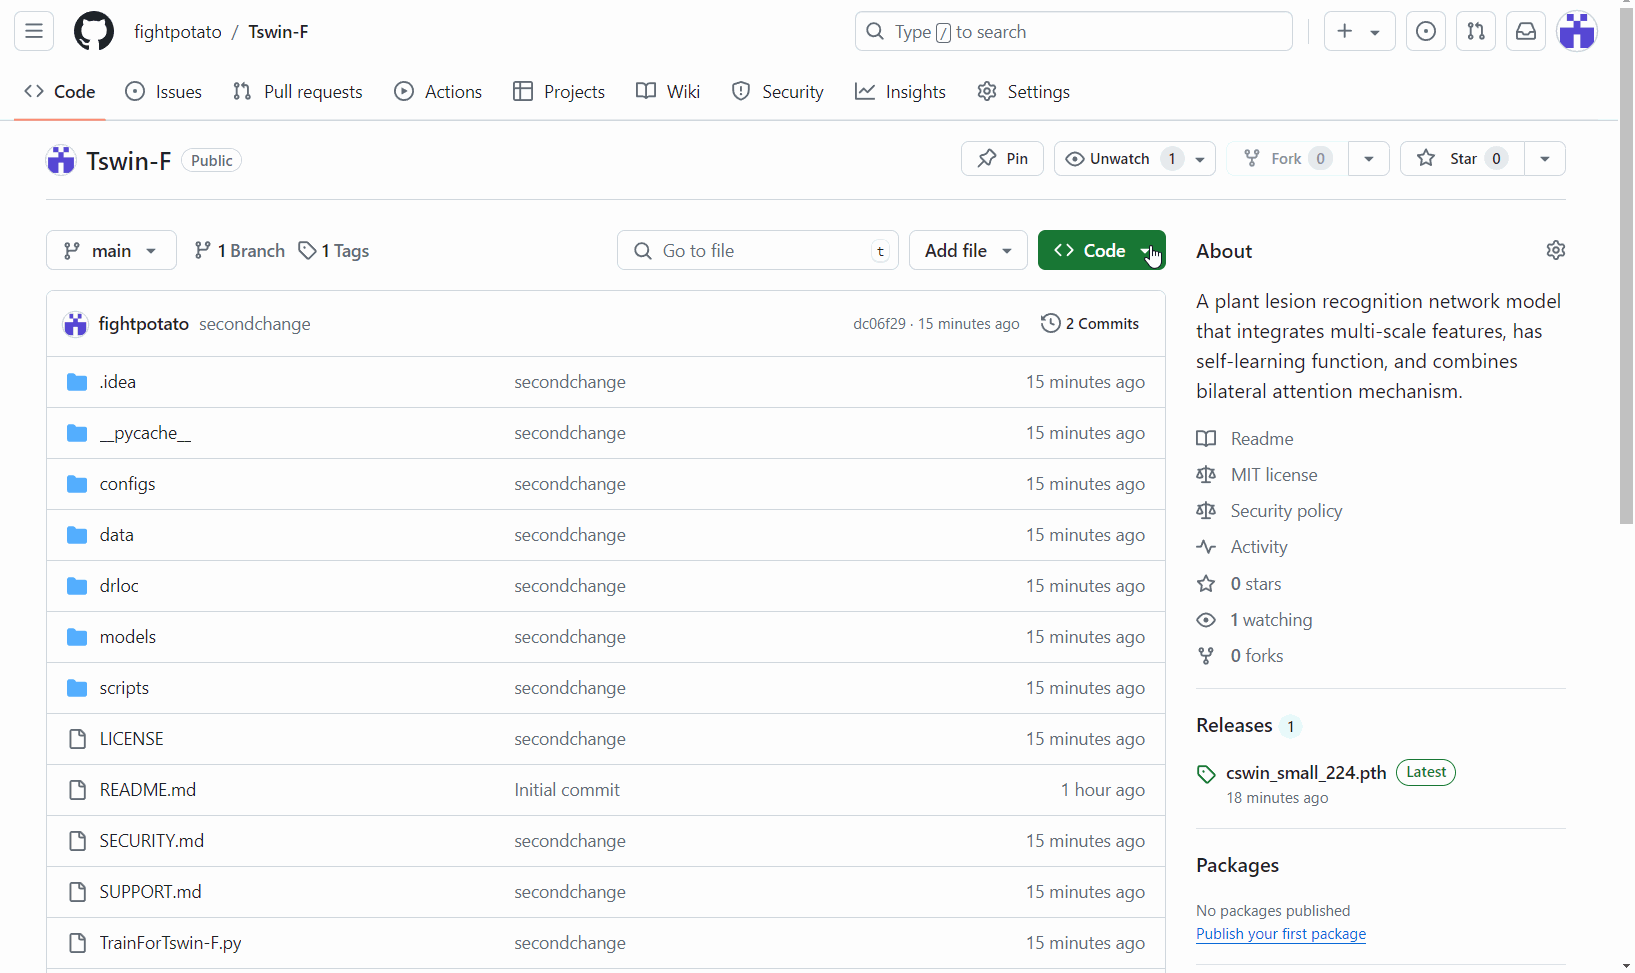 fightpotato / Tswin-F
Type / to search
Code Issues Pull requests Actions Projects Wiki Security Insights Settings
Tswin-F Public
Pin Unwatch 1 Fork 0 Star 0
main 1 Branch 1 Tags Go to file t Add file Code
fightpotato secondchange dc06f29 · 15 minutes ago 2 Commits
.idea secondchange 15 minutes ago
__pycache__ secondchange 15 minutes ago
configs secondchange 15 minutes ago
data secondchange 15 minutes ago
drloc secondchange 15 minutes ago
models secondchange 15 minutes ago
scripts secondchange 15 minutes ago
LICENSE secondchange 15 minutes ago
README.md Initial commit 1 hour ago
SECURITY.md secondchange 15 minutes ago
SUPPORT.md secondchange 15 minutes ago
TrainForTswin-F.py secondchange 15 minutes ago
About
A plant lesion recognition network model
that integrates multi-scale features, has
self-learning function, and combines
bilateral attention mechanism.
Readme
MIT license
Security policy
Activity
0 stars
1 watching
0 forks
Releases 1
cswin_small_224.pth Latest
18 minutes ago
Packages
No packages published
Publish your first package